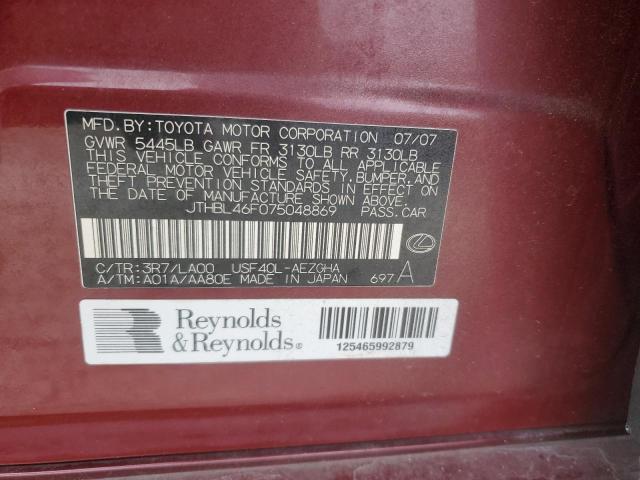 MFD. BY: TOYOTA MOTOR CORPORATION 07/07
GVWR 5445LB GAWR FR 3130LB RR 3130LB
THIS VEHICLE CONFORMS TO ALL APPLICABLE
FEDERAL MOTOR VEHICLE SAFETY, BUMPER, AND
THEFT PREVENTION STANDARDS IN EFFECT ON
THE DATE OF MANUFACTURE SHOWN ABOVE.
JTHBL46F075048869 PASS. CAR
C/TR: 3R7/LA00 USF40L-AEZGHA
A/TM: A01A/AA80E MADE IN JAPAN 697 A
Reynolds
& Reynolds®
125465992879